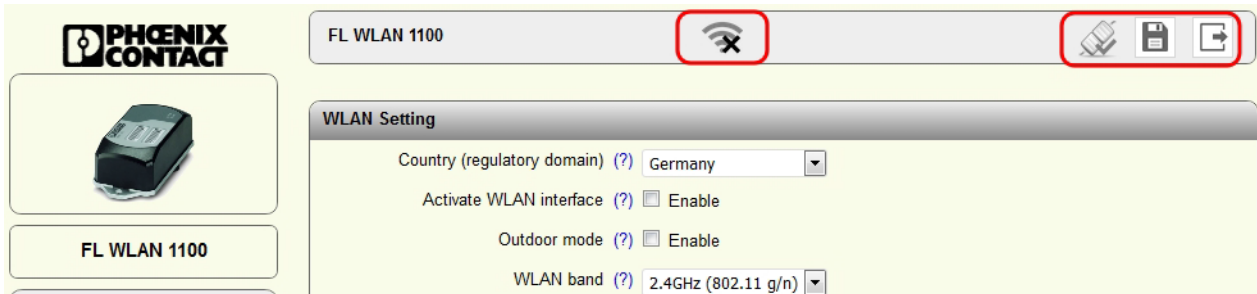 PHŒNIX
CONTACT
FL WLAN 1100
FL WLAN 1100
WLAN Setting
Country (regulatory domain) (?) Germany
Activate WLAN interface (?) Enable
Outdoor mode (?) Enable
WLAN band (?) 2.4GHz (802.11 g/n)